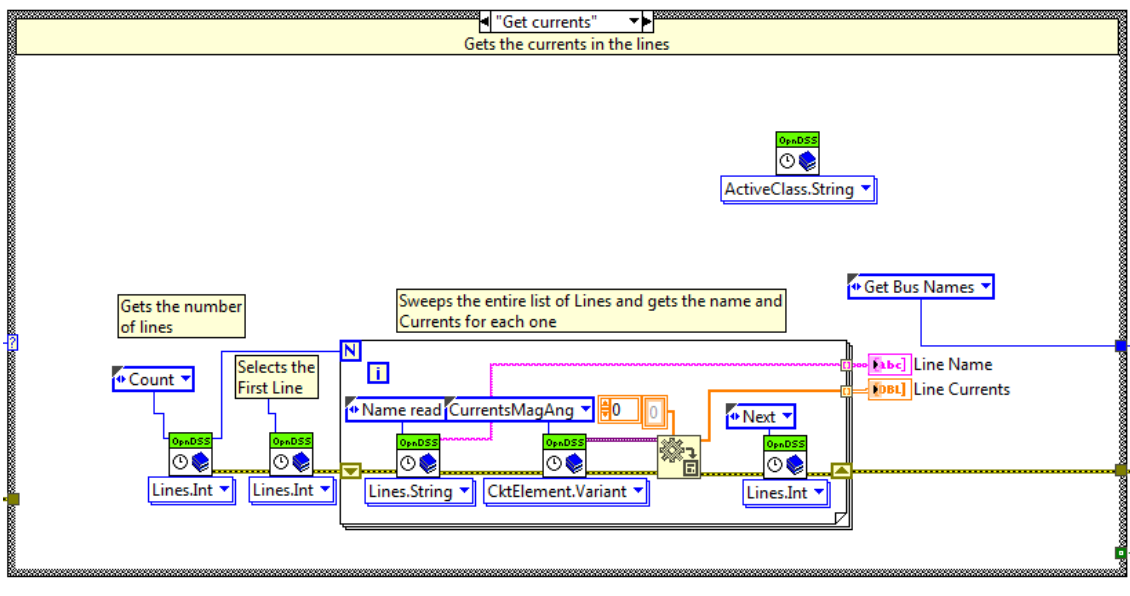 "Get currents"
Gets the currents in the lines
OpnDSS
ActiveClass.String
Get Bus Names
Gets the number
of lines
Sweeps the entire list of Lines and gets the name and
Currents for each one
?
N
Selects the
First Line
i
abc
Line Name
Count
DBL
Line Currents
Name read
CurrentsMagAng
0
0
Next
OpnDSS
OpnDSS
OpnDSS
OpnDSS
OpnDSS
Lines.Int
Lines.Int
Lines.String
CktElement.Variant
Lines.Int